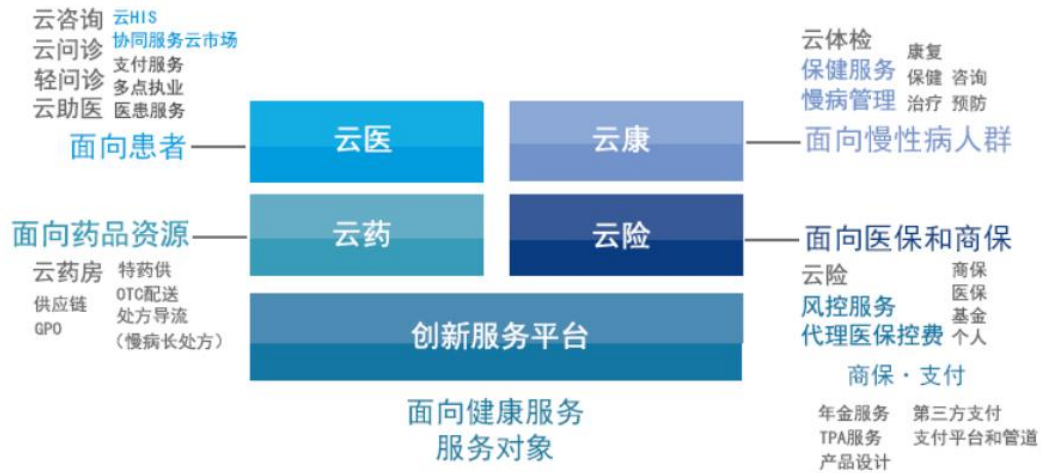 云咨询 云HIS
云问诊 协同服务云市场
轻问诊 支付服务
云助医 多点执业
医患服务
面向患者
云医
云康
云体检 康复
保健服务 保健 咨询
慢病管理 治疗 预防
面向慢性病人群
面向药品资源
云药
云险
面向医保和商保
云药房 特药供
供应链 OTC配送
GPO 处方导流
（慢病长处方）
云险 商保
风控服务 医保
代理医保控费 基金
个人
商保·支付
年金服务 第三方支付
TPA服务 支付平台和管道
产品设计
创新服务平台
面向健康服务
服务对象